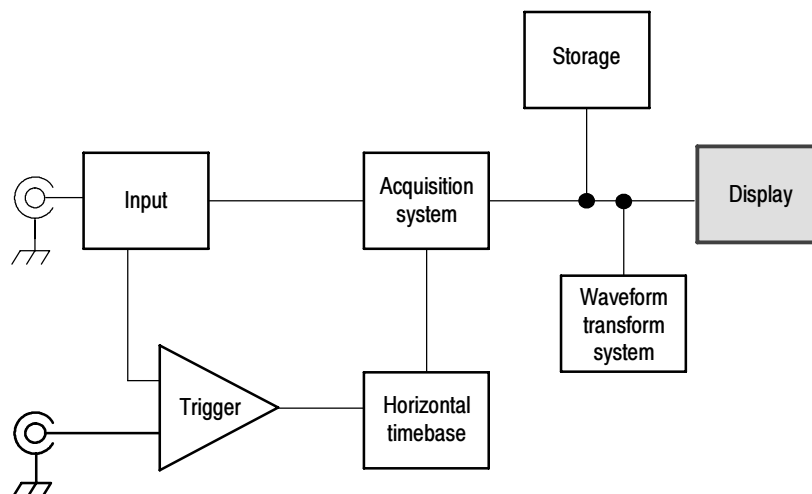 Storage
Input
Acquisition
system
Display
Waveform
transform
system
Trigger
Horizontal
timebase